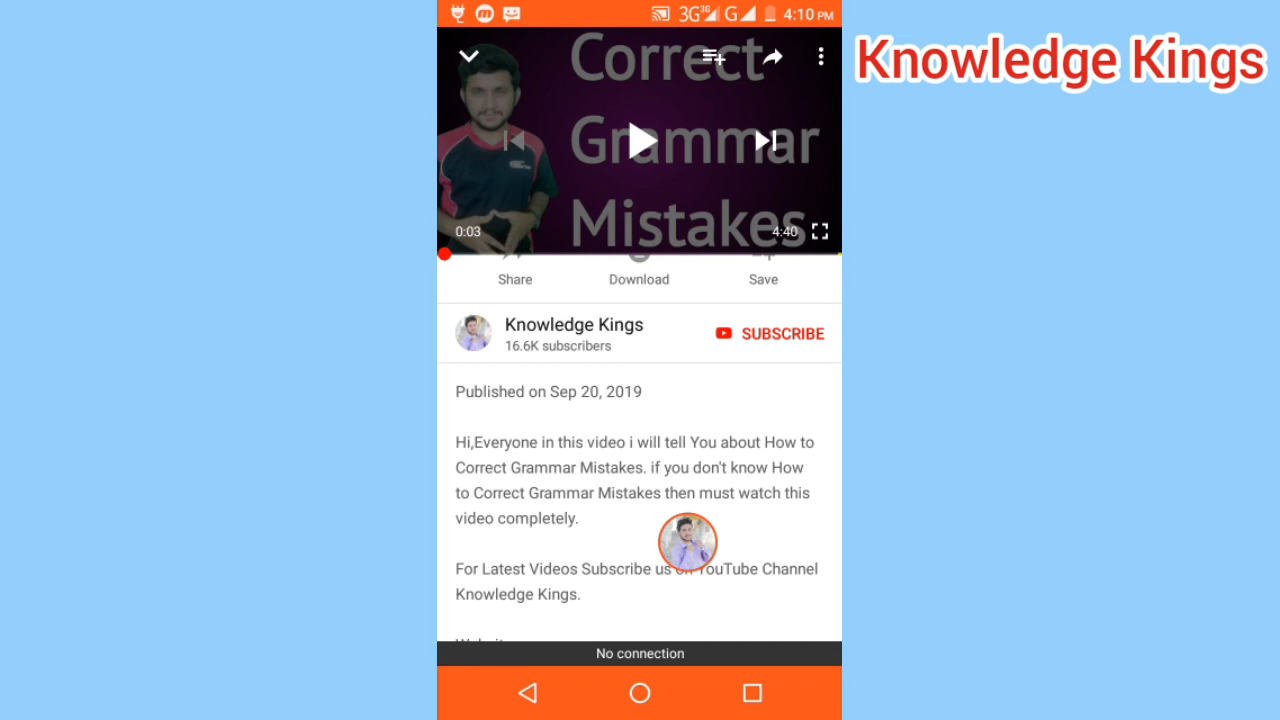 3G 3G G 4:10 PM
Knowledge Kings
Correct
Grammar
Mistakes
0:03 4:40
Share Download Save
Knowledge Kings
16.6K subscribers
SUBSCRIBE
Published on Sep 20, 2019
Hi,Everyone in this video i will tell You about How to
Correct Grammar Mistakes. if you don't know How
to Correct Grammar Mistakes then must watch this
video completely.
For Latest Videos Subscribe us on YouTube Channel
Knowledge Kings.
No connection